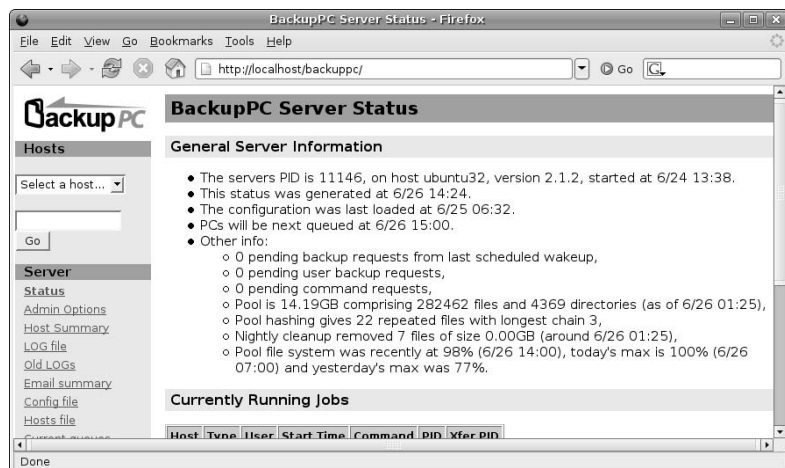 BackupPC Server Status - Firefox
File Edit View Go Bookmarks Tools Help
http://localhost/backuppc/
Go
G
BackupPC
Hosts
Select a host...
Go
Server
Status
Admin Options
Host Summary
LOG file
Old LOGs
Email summary
Config file
Hosts file
Current queues
BackupPC Server Status
General Server Information
The servers PID is 11146, on host ubuntu32, version 2.1.2, started at 6/24 13:38.
This status was generated at 6/26 14:24.
The configuration was last loaded at 6/25 06:32.
PCs will be next queued at 6/26 15:00.
Other info:
0 pending backup requests from last scheduled wakeup,
0 pending user backup requests,
0 pending command requests,
Pool is 14.19GB comprising 282462 files and 4369 directories (as of 6/26 01:25),
Pool hashing gives 22 repeated files with longest chain 3,
Nightly cleanup removed 7 files of size 0.00GB (around 6/26 01:25),
Pool file system was recently at 98% (6/26 14:00), today's max is 100% (6/26
07:00) and yesterday's max was 77%.
Currently Running Jobs
Host Type User Start Time Command PID Xfer PID
Done